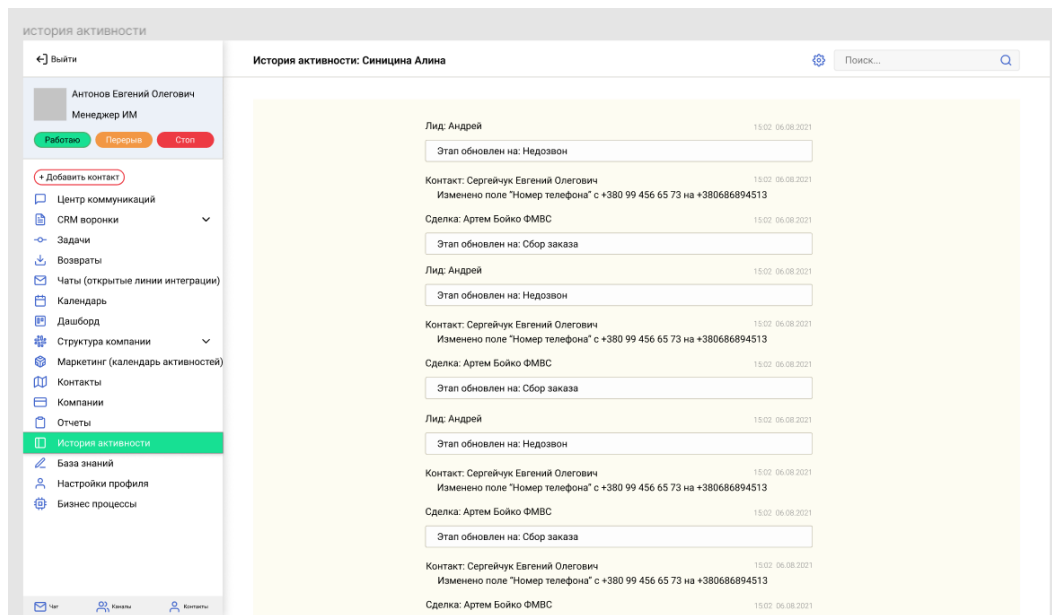 история активности
Выйти
Антонов Евгений Олегович
Менеджер ИМ
Работаю
Перерыв
Стоп
+ Добавить контакт
Центр коммуникаций
CRM воронки
Задачи
Возвраты
Чаты (открытые линии интеграции)
Календарь
Дашборд
Структура компании
Маркетинг (календарь активностей)
Контакты
Компании
Отчеты
История активности
База знаний
Настройки профиля
Бизнес процессы
Чат
Каналы
Контакты
История активности: Синицина Алина
Поиск...
Лид: Андрей 15:02 06.08.2021
Этап обновлен на: Недозвон
Контакт: Сергейчук Евгений Олегович 15:02 06.08.2021
Изменено поле “Номер телефона” с +380 99 456 65 73 на +380686894513
Сделка: Артем Бойко ФМВС 15:02 06.08.2021
Этап обновлен на: Сбор заказа
Лид: Андрей 15:02 06.08.2021
Этап обновлен на: Недозвон
Контакт: Сергейчук Евгений Олегович 15:02 06.08.2021
Изменено поле “Номер телефона” с +380 99 456 65 73 на +380686894513
Сделка: Артем Бойко ФМВС 15:02 06.08.2021
Этап обновлен на: Сбор заказа
Лид: Андрей 15:02 06.08.2021
Этап обновлен на: Недозвон
Контакт: Сергейчук Евгений Олегович 15:02 06.08.2021
Изменено поле “Номер телефона” с +380 99 456 65 73 на +380686894513
Сделка: Артем Бойко ФМВС 15:02 06.08.2021
Этап обновлен на: Сбор заказа
Контакт: Сергейчук Евгений Олегович 15:02 06.08.2021
Изменено поле “Номер телефона” с +380 99 456 65 73 на +380686894513
Сделка: Артем Бойко ФМВС 15:02 06.08.2021